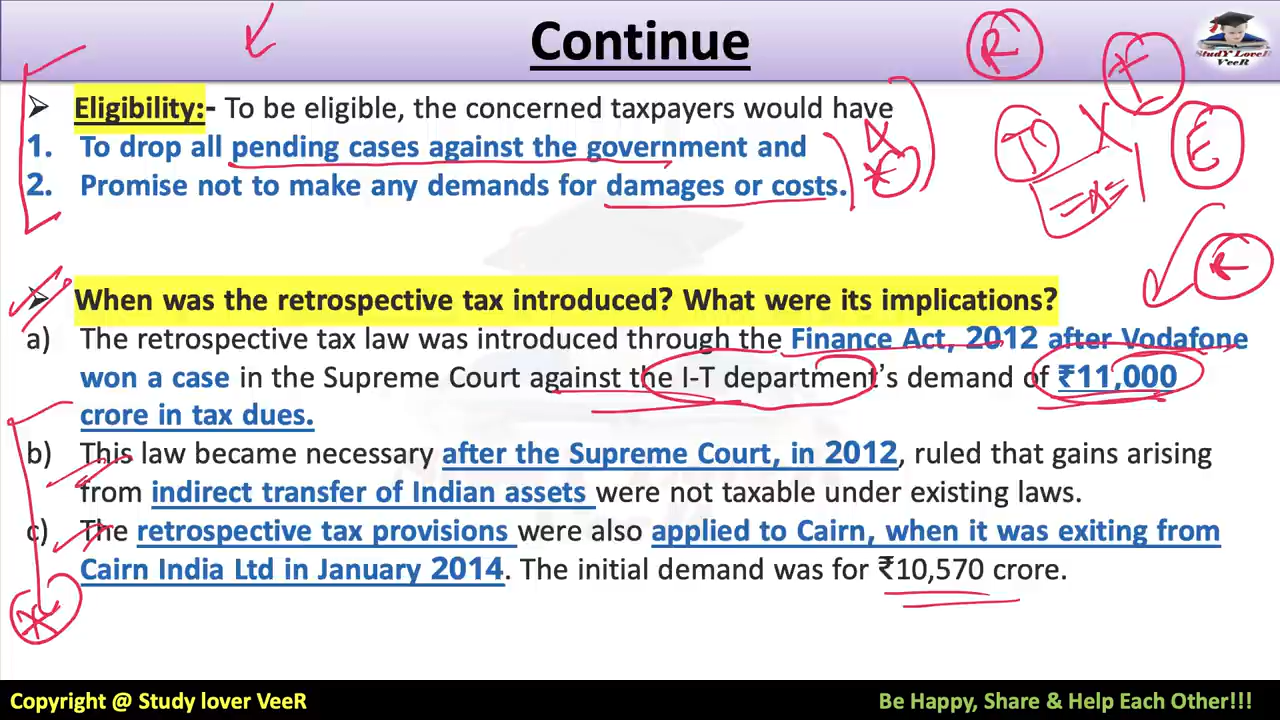 Continue
StudY LoveR
VeeR
➤ Eligibility:- To be eligible, the concerned taxpayers would have
1. To drop all pending cases against the government and
2. Promise not to make any demands for damages or costs.
➤ When was the retrospective tax introduced? What were its implications?
a) The retrospective tax law was introduced through the Finance Act, 2012 after Vodafone
won a case in the Supreme Court against the I-T department's demand of ₹11,000
crore in tax dues.
b) This law became necessary after the Supreme Court, in 2012, ruled that gains arising
from indirect transfer of Indian assets were not taxable under existing laws.
c) The retrospective tax provisions were also applied to Cairn, when it was exiting from
Cairn India Ltd in January 2014. The initial demand was for ₹10,570 crore.
Copyright @ Study lover VeeR
Be Happy, Share & Help Each Other!!!